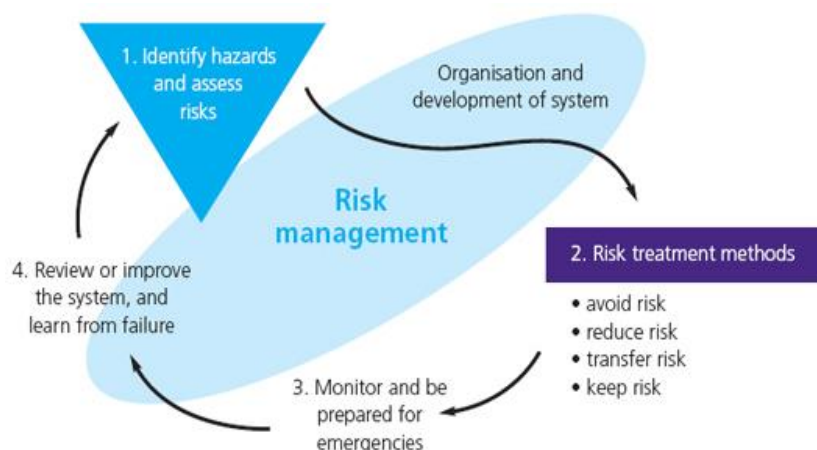 1. Identify hazards
and assess
risks
Organisation and
development of system
Risk
management
2. Risk treatment methods
• avoid risk
• reduce risk
• transfer risk
• keep risk
3. Monitor and be
prepared for
emergencies
4. Review or improve
the system, and
learn from failure